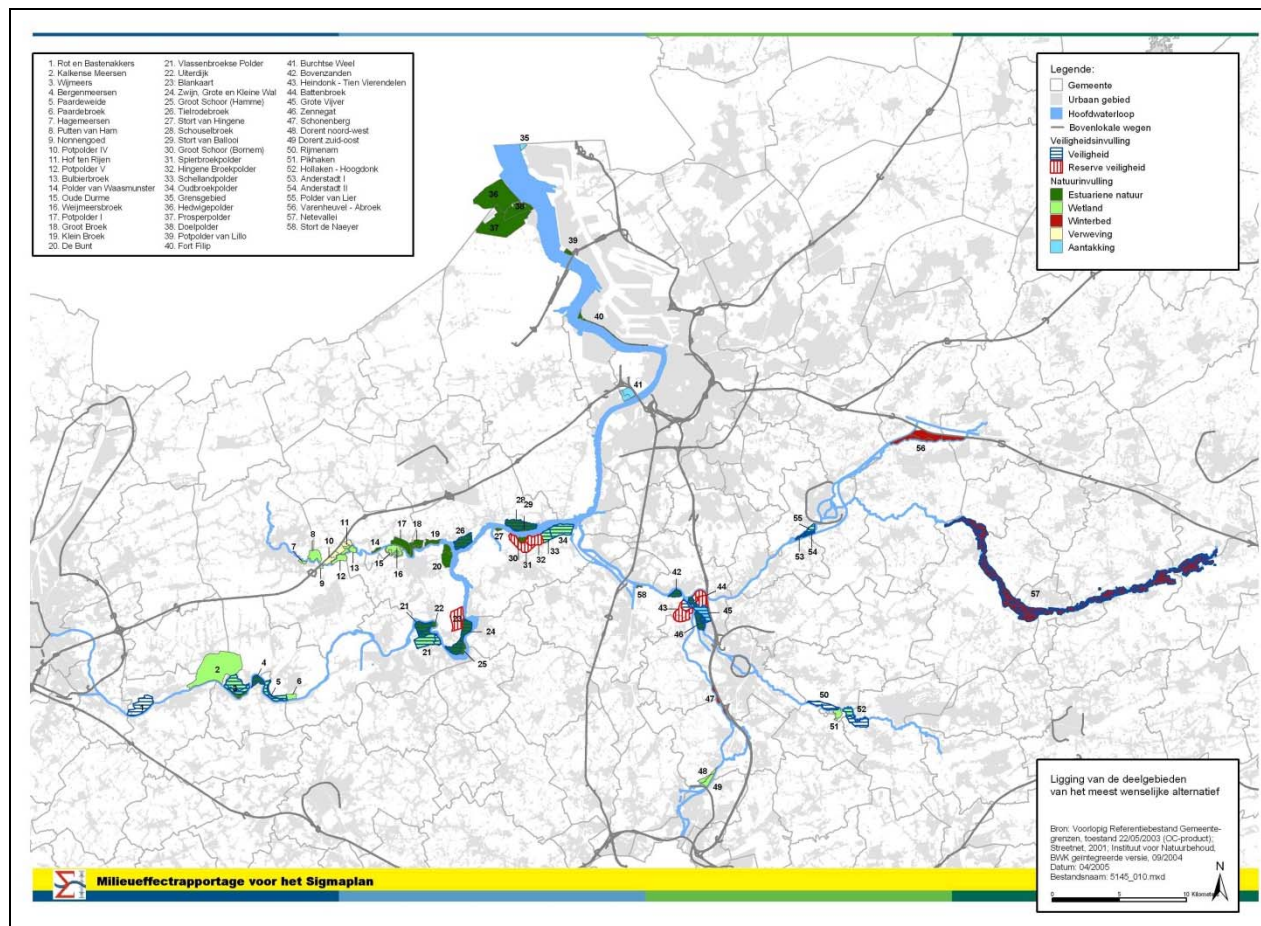 1. Rot en Bastenakkers
2. Kalkense Meersen
3. Wijmeers
4. Bergenmeersen
5. Paardeweide
6. Paardebroek
7. Hagemeersen
8. Putten van Ham
9. Nonnengoed
10. Potpolder IV
11. Hof ten Rijen
12. Potpolder V
13. Bulbierbroek
14. Polder van Waasmunster
15. Oude Durme
16. Weijmeersbroek
17. Potpolder I
18. Groot Broek
19. Klein Broek
20. De Bunt
21. Vlassenbroekse Polder
22. Uiterdijk
23. Blankaart
24. Zwijn, Grote en Kleine Wal
25. Groot Schoor (Hamme)
26. Tielrodebroek
27. Stort van Hingene
28. Schouselbroek
29. Stort van Ballooi
30. Groot Schoor (Bornem)
31. Spierbroekpolder
32. Hingene Broekpolder
33. Schellandpolder
34. Oudbroekpolder
35. Grensgebied
36. Hedwigepolder
37. Prosperpolder
38. Doelpolder
39. Potpolder van Lillo
40. Fort Filip
41. Burchtse Weel
42. Bovenzanden
43. Heindonk - Tien Vierendelen
44. Battenbroek
45. Grote Vijver
46. Zennegat
47. Schonenberg
48. Dorent noord-west
49 Dorent zuid-oost
50. Rijmenam
51. Pikhaken
52. Hollaken - Hoogdonk
53. Anderstadt I
54. Anderstadt II
55. Polder van Lier
56. Varenheuvel - Abroek
57. Netevallei
58. Stort de Naeyer
Legende:
Gemeente
Urbaan gebied
Hoofdwaterloop
Bovenlokale wegen
Veiligheidsinvulling
Veiligheid
Reserve veiligheid
Natuurinvulling
Estuariene natuur
Wetland
Winterbed
Verweving
Aantakking
35
36
38
37
39
40
41
56
28
29
11
17
18
19
26
55
8
10
14
27
34
7
13
15
16
30
33
53
54
12
32
31
9
20
57
58
42
44
43
45
21
22
23
24
46
21
25
2
4
5
6
3
1
47
50
52
51
48
49
Ligging van de deelgebieden
van het meest wenselijke alternatief
Bron: Voorlopig Referentiebestand Gemeente-
grenzen, toestand 22/05/2003 (OC-product);
Streetnet, 2001; Instituut voor Natuurbehoud,
BWK geïntegreerde versie, 09/2004
Datum: 04/2005
Bestandsnaam: 5145_010.mxd
N
0 5 10 Kilometers
Milieueffectrapportage voor het Sigmaplan